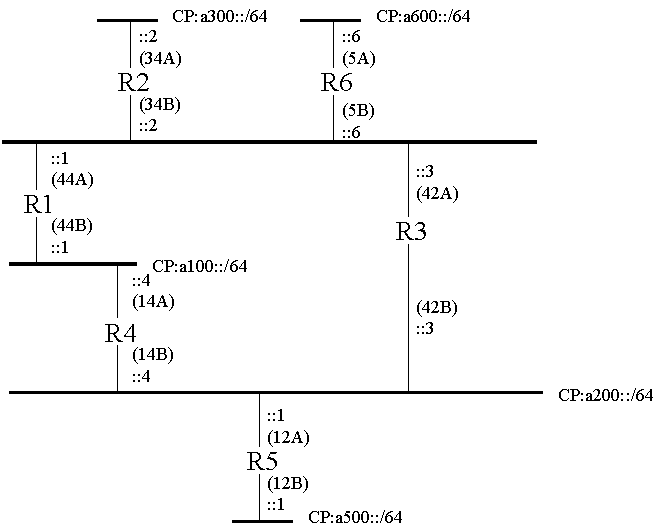 CP:a300::/64
CP:a600::/64
::2
(34A)
R2
(34B)
::2
::6
(5A)
R6
(5B)
::6
::1
(44A)
R1
(44B)
::1
::3
(42A)
R3
(42B)
::3
CP:a100::/64
::4
(14A)
R4
(14B)
::4
CP:a200::/64
::1
(12A)
R5
(12B)
::1
CP:a500::/64